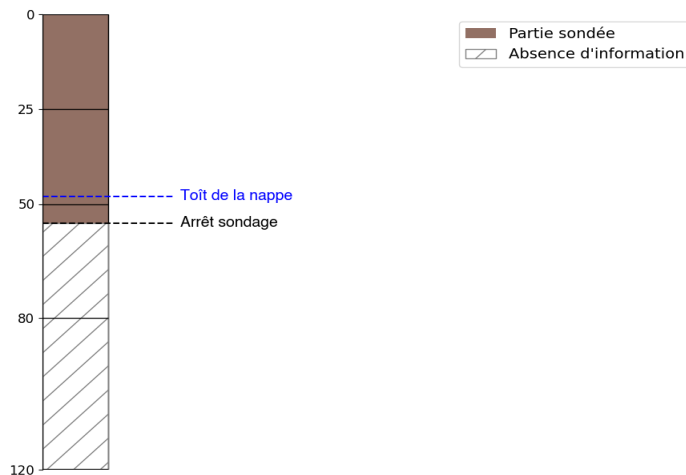 0
Partie sondée
Absence d'information
25
Toît de la nappe
50
Arrêt sondage
80
120